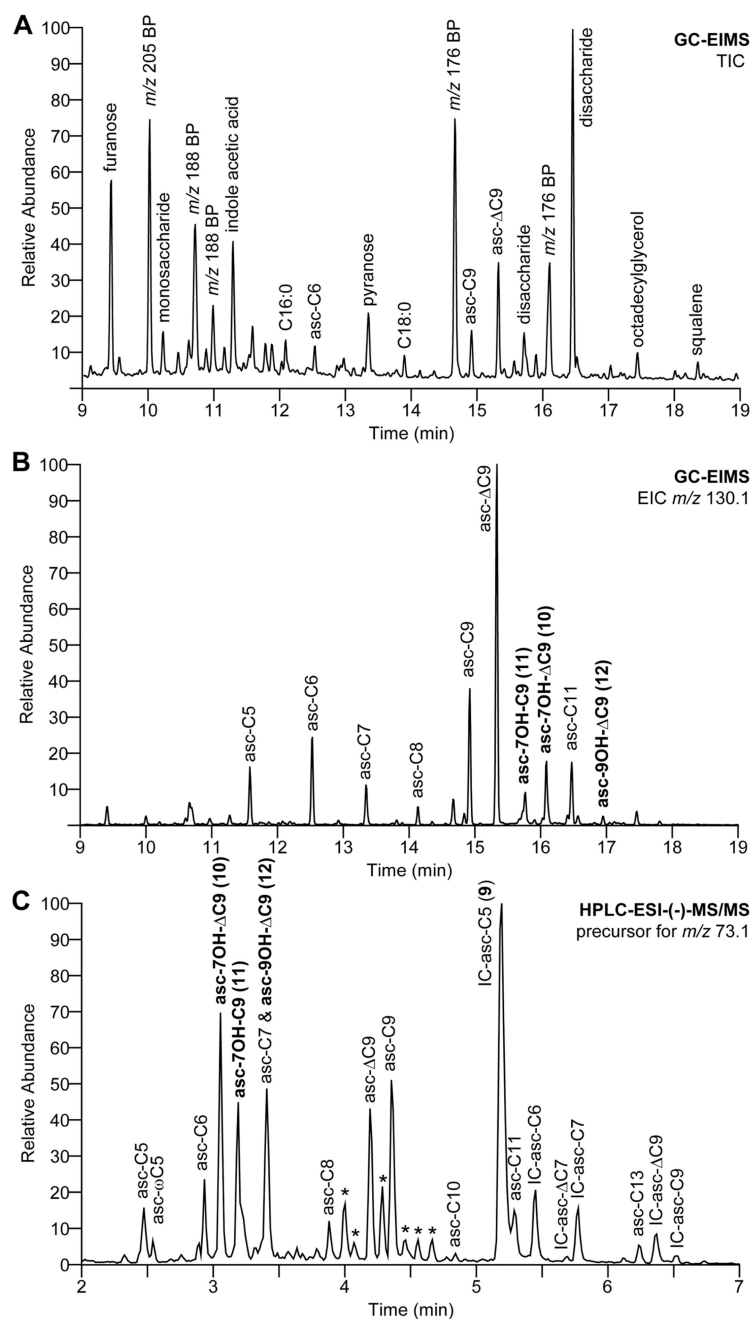 A
GC-EIMS
TIC
Relative Abundance
100
90
80
70
60
50
40
30
20
10
furanose
m/z 205 BP
monosaccharide
m/z 188 BP
m/z 188 BP
indole acetic acid
C16:0
asc-C6
pyranose
C18:0
m/z 176 BP
asc-C9
asc-ΔC9
disaccharide
m/z 176 BP
disaccharide
octadecylglycerol
squalene
9 10 11 12 13 14 15 16 17 18 19
Time (min)
B
GC-EIMS
EIC m/z 130.1
Relative Abundance
100
90
80
70
60
50
40
30
20
10
asc-C5
asc-C6
asc-C7
asc-C8
asc-C9
asc-ΔC9
asc-7OH-C9 (11)
asc-7OH-ΔC9 (10)
asc-C11
asc-9OH-ΔC9 (12)
9 10 11 12 13 14 15 16 17 18 19
Time (min)
C
HPLC-ESI-(-)-MS/MS
precursor for m/z 73.1
Relative Abundance
100
90
80
70
60
50
40
30
20
10
asc-C5
asc-ωC5
asc-C6
asc-7OH-ΔC9 (10)
asc-7OH-C9 (11)
asc-C7 & asc-9OH-ΔC9 (12)
asc-C8
*
*
asc-ΔC9
*
asc-C9
*
*
*
asc-C10
IC-asc-C5 (9)
asc-C11
IC-asc-C6
IC-asc-ΔC7
IC-asc-C7
asc-C13
IC-asc-ΔC9
IC-asc-C9
2 3 4 5 6 7
Time (min)